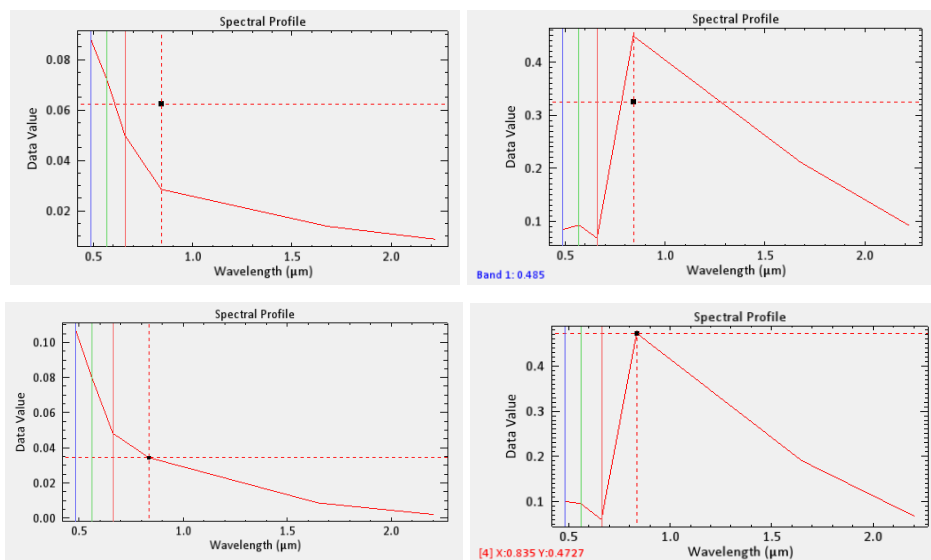 Spectral Profile
Data Value
0.08
0.06
0.04
0.02
0.5
1.0
1.5
2.0
Wavelength (µm)
Spectral Profile
Data Value
0.4
0.3
0.2
0.1
0.5
1.0
1.5
2.0
Wavelength (µm)
Band 1: 0.485
Spectral Profile
Data Value
0.10
0.08
0.06
0.04
0.02
0.00
0.5
1.0
1.5
2.0
Wavelength (µm)
Spectral Profile
Data Value
0.4
0.3
0.2
0.1
0.5
1.0
1.5
2.0
Wavelength (µm)
[4] X:0.835 Y:0.4727